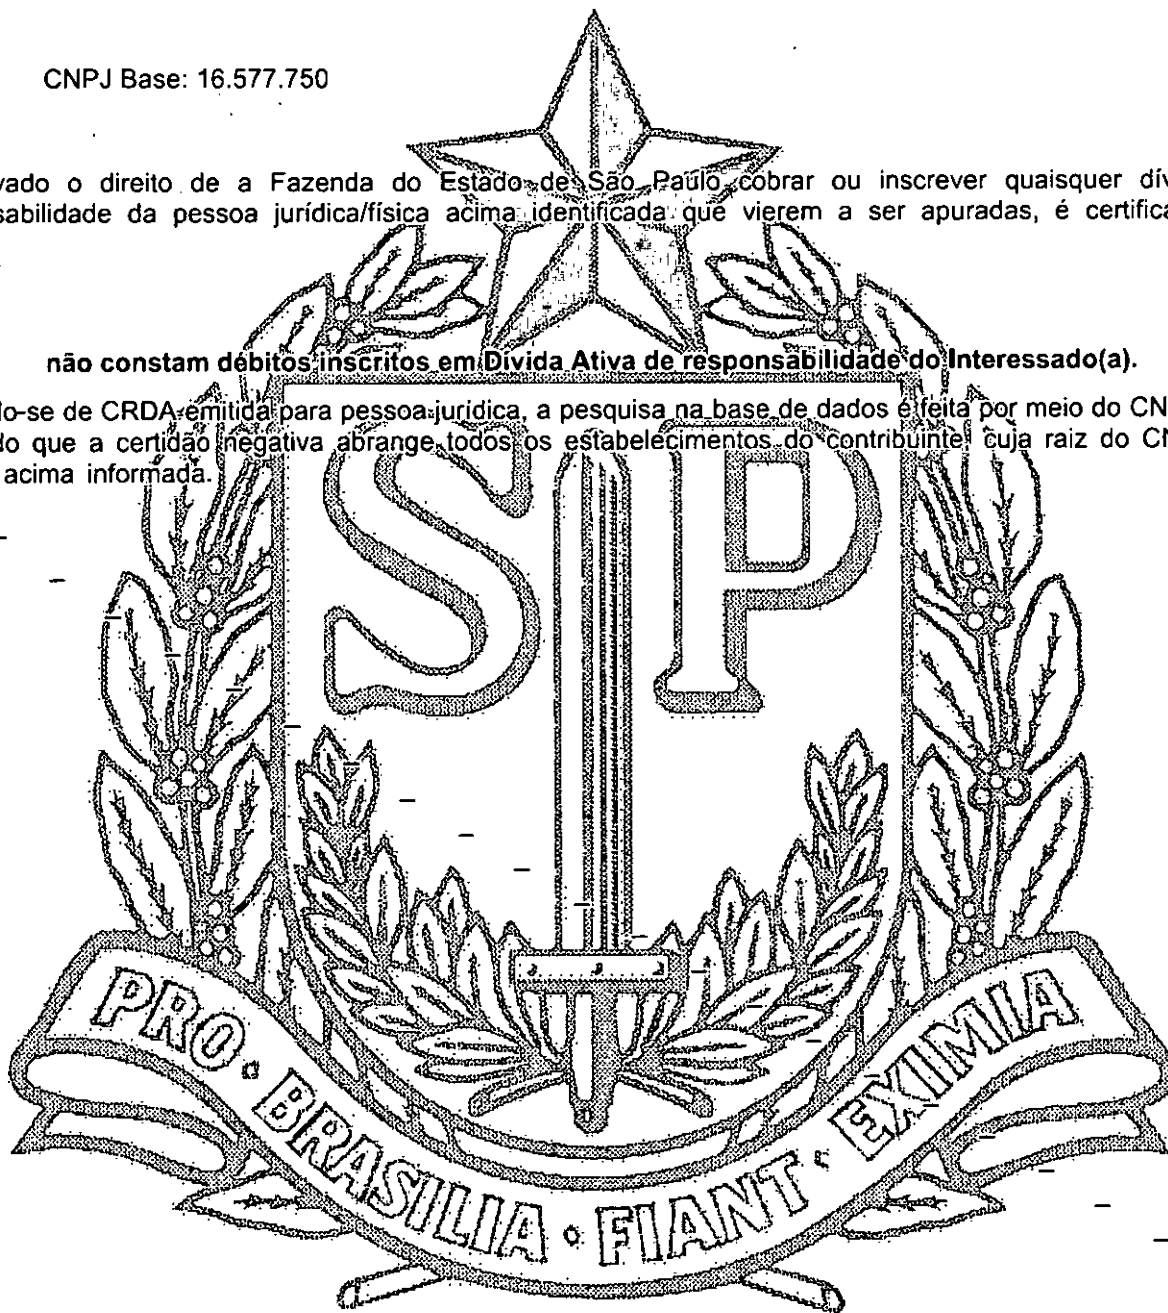 CNPJ Base: 16.577.750
vado o direito de a Fazenda do Estado de São Paulo cobrar ou inscrever quaisquer dív
sabilidade da pessoa jurídica/física acima identificada que vierem a ser apuradas, é certifica
não constam débitos inscritos em Dívida Ativa de responsabilidade do Interessado(a).
do-se de CRDA emitida para pessoa jurídica, a pesquisa na base de dados é feita por meio do CN
do que a certidão negativa abrange todos os estabelecimentos do contribuinte, cuja raiz do CN
acima informada.
SP
PRO · BRASILIA · FIANT · EXIMIA